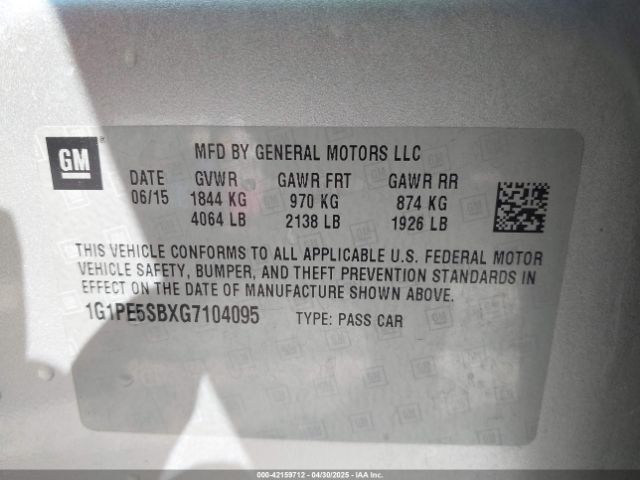 GM
MFD BY GENERAL MOTORS LLC
DATE GVWR GAWR FRT GAWR RR
06/15 1844 KG 970 KG 874 KG
4064 LB 2138 LB 1926 LB
THIS VEHICLE CONFORMS TO ALL APPLICABLE U.S. FEDERAL MOTOR
VEHICLE SAFETY, BUMPER, AND THEFT PREVENTION STANDARDS IN
EFFECT ON THE DATE OF MANUFACTURE SHOWN ABOVE.
1G1PE5SBXG7104095 TYPE: PASS CAR
000-42159712 - 04/30/2025 - IAAI.COM